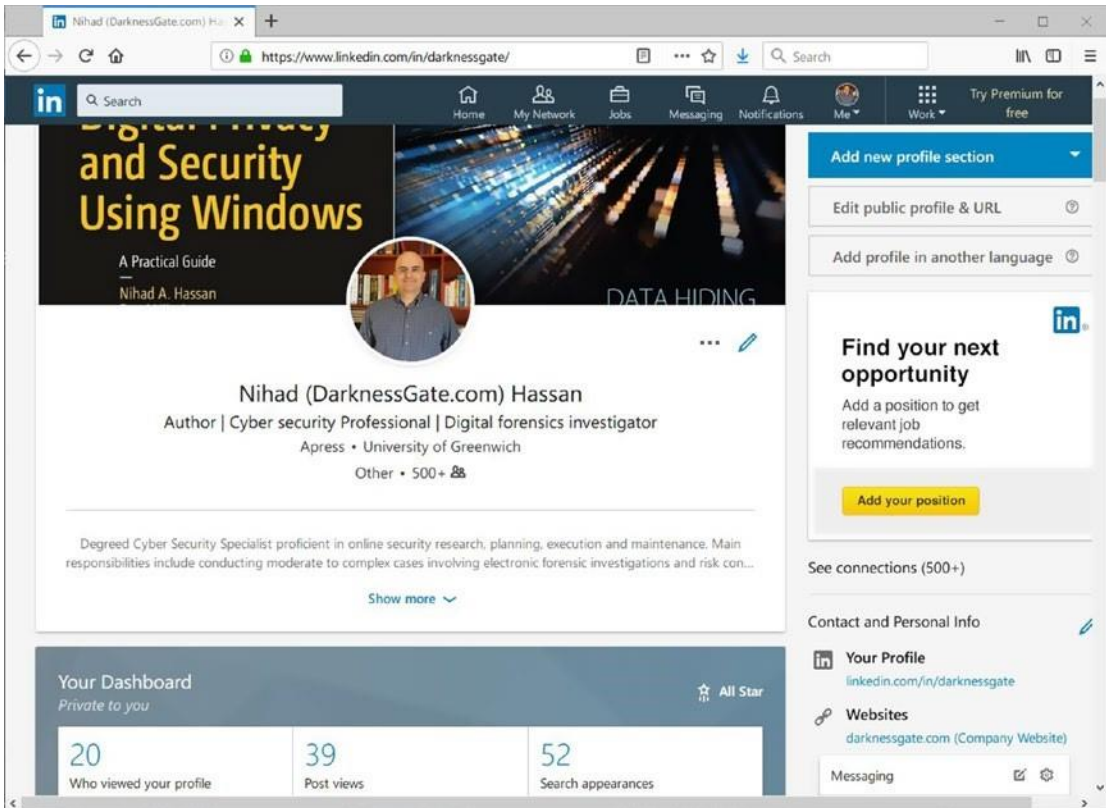 Nihad (DarknessGate.com) Ha
https://www.linkedin.com/in/darknessgate/
Search
in
Search
Home
My Network
Jobs
Messaging
Notifications
Me
Work
Try Premium for
free
Digital Privacy
and Security
Using Windows
A Practical Guide
Nihad A. Hassan
DATA HIDING
Nihad (DarknessGate.com) Hassan
Author | Cyber security Professional | Digital forensics investigator
Apress • University of Greenwich
Other • 500+
Degreed Cyber Security Specialist proficient in online security research, planning, execution and maintenance. Main
responsibilities include conducting moderate to complex cases involving electronic forensic investigations and risk con...
Show more
Your Dashboard
Private to you
All Star
20
Who viewed your profile
39
Post views
52
Search appearances
Add new profile section
Edit public profile & URL
Add profile in another language
in
Find your next
opportunity
Add a position to get
relevant job
recommendations.
Add your position
See connections (500+)
Contact and Personal Info
in
Your Profile
linkedin.com/in/darknessgate
Websites
darknessgate.com (Company Website)
Messaging